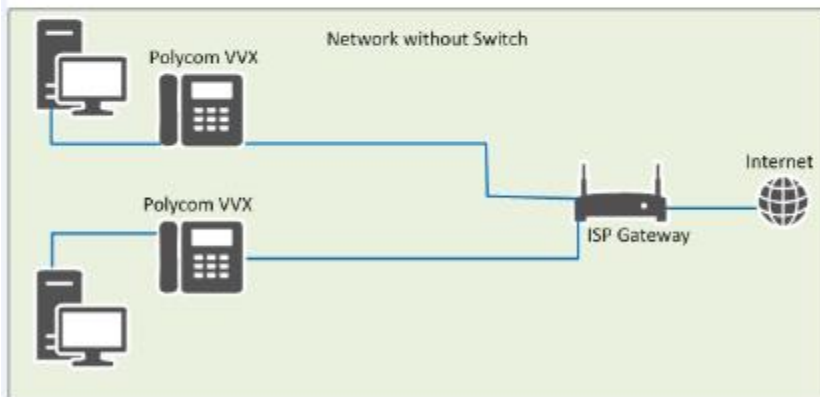 Network without Switch
Polycom VVX
Internet
Polycom VVX
ISP Gateway